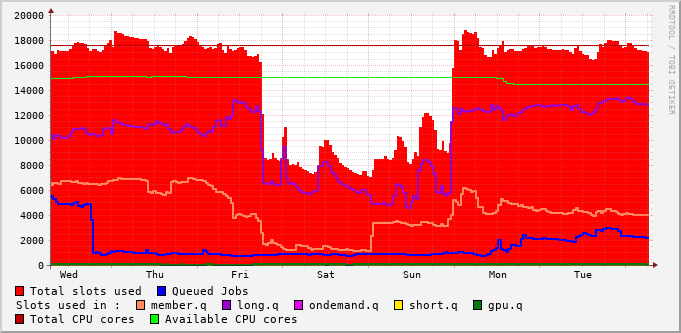 20000
18000
16000
14000
12000
10000
8000
6000
4000
2000
0
Wed Thu Fri Sat Sun Mon Tue
Total slots used Queued Jobs
Slots used in : member.q long.q ondemand.q short.q gpu.q
Total CPU cores Available CPU cores
RRDTOOL / TOBI OETIKER